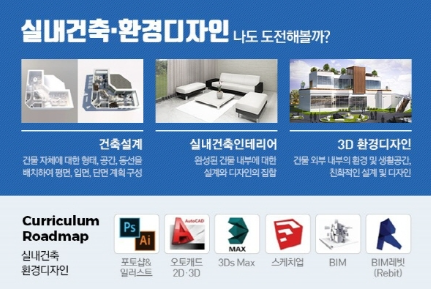 실내건축·환경디자인 나도 도전해볼까?
건축설계
건물 자체에 대한 형태, 공간, 동선을
배치하여 평면, 입면, 단면 계획 구성
실내건축인테리어
완성된 건물 내부에 대한
설계와 디자인의 집합
3D 환경디자인
건물 외부 내부의 환경 및 생활공간,
친화적인 설계 및 디자인
Curriculum
Roadmap
실내건축
환경디자인
Ps
Ai
포토샵&
일러스트
AutoCAD
오토캐드
2D·3D
MAX
3Ds Max
스케치업
BIM
BIM레빗
(Rebit)